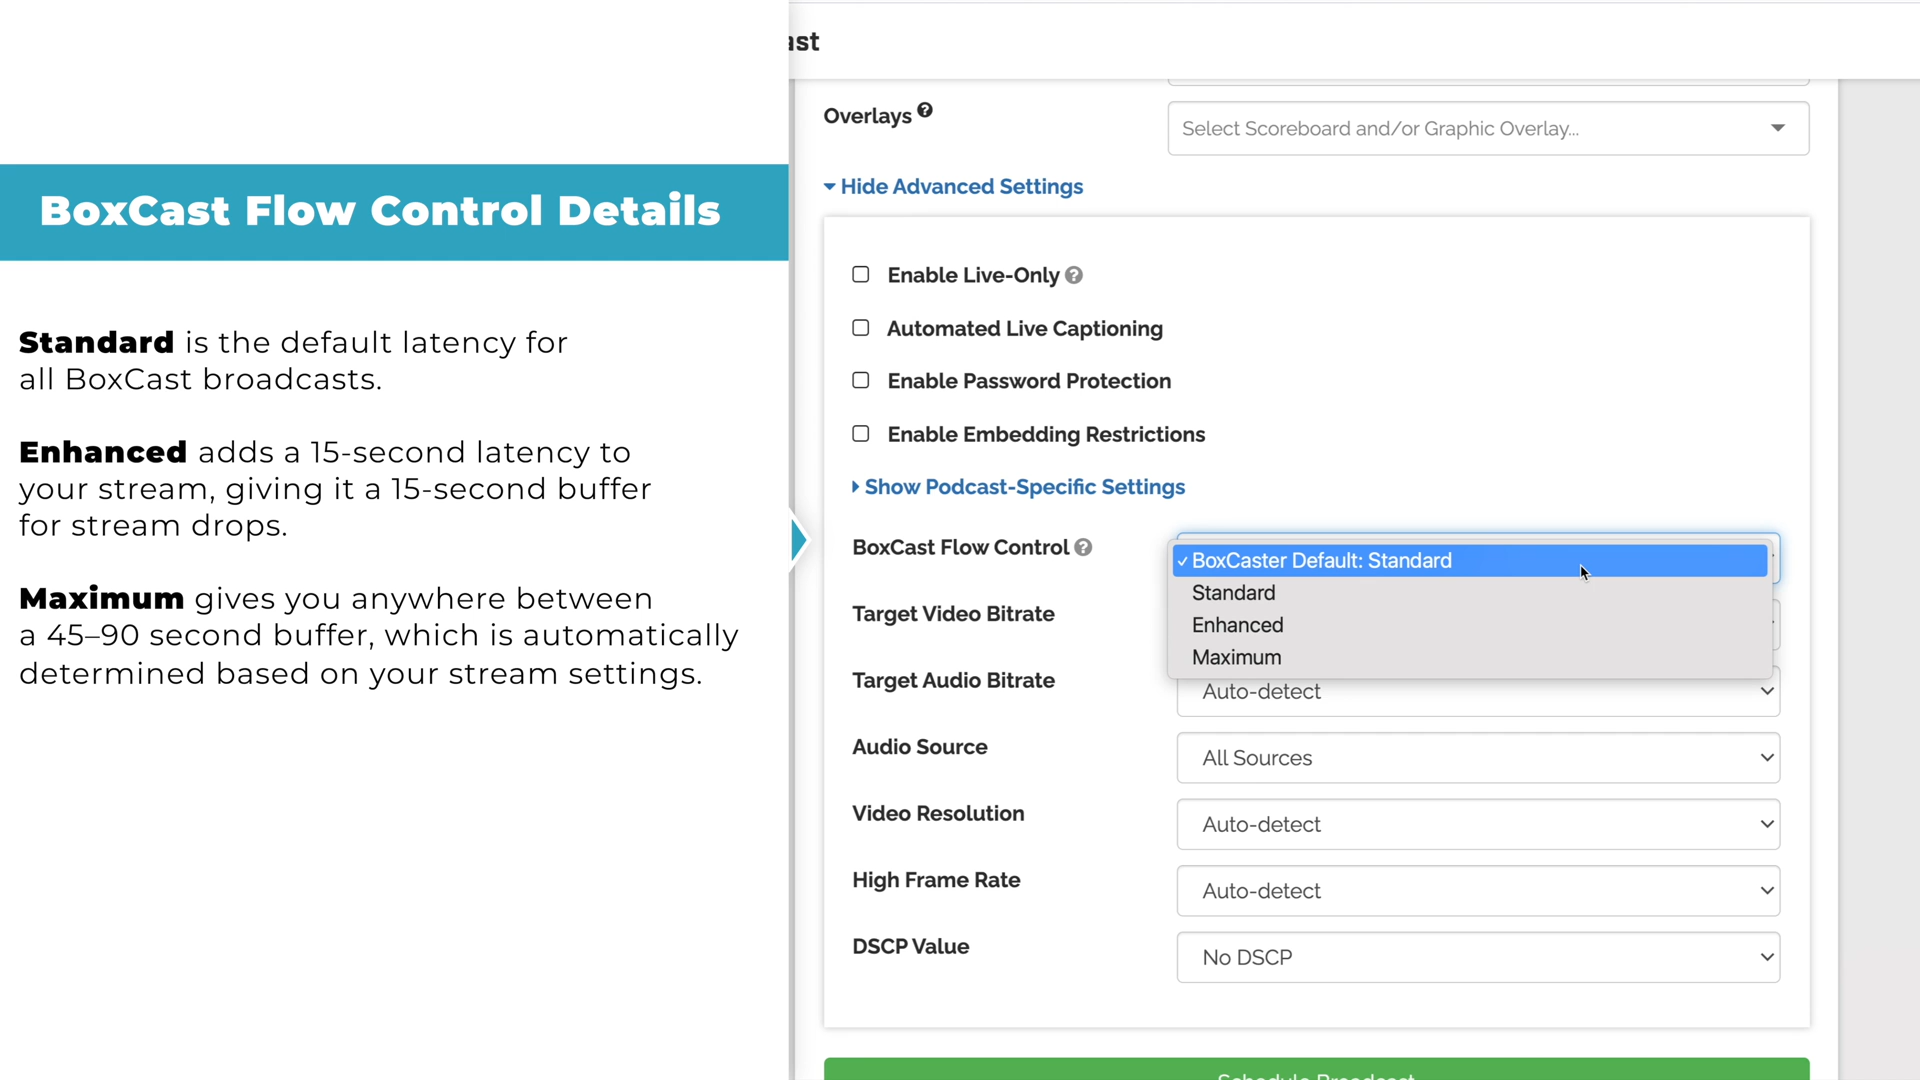 BoxCast Flow Control Details
Standard is the default latency for
all BoxCast broadcasts.
Enhanced adds a 15-second latency to
your stream, giving it a 15-second buffer
for stream drops.
Maximum gives you anywhere between
a 45–90 second buffer, which is automatically
determined based on your stream settings.
ast
Overlays
Select Scoreboard and/or Graphic Overlay...
Hide Advanced Settings
Enable Live-Only
Automated Live Captioning
Enable Password Protection
Enable Embedding Restrictions
Show Podcast-Specific Settings
BoxCast Flow Control
✓ BoxCaster Default: Standard
Standard
Enhanced
Maximum
Target Video Bitrate
Target Audio Bitrate
Auto-detect
Audio Source
All Sources
Video Resolution
Auto-detect
High Frame Rate
Auto-detect
DSCP Value
No DSCP
Schedule Broadcast